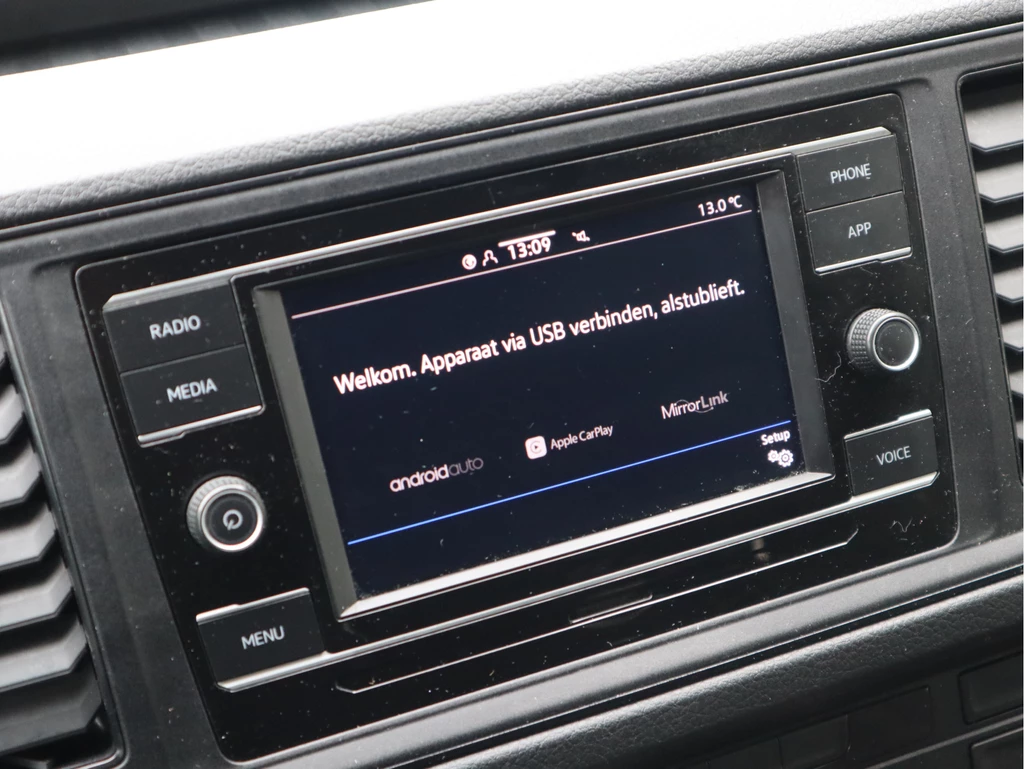 PHONE
13.0 °C
13:09
APP
RADIO
Welkom. Apparaat via USB verbinden, alstublieft.
MEDIA
MirrorLink
Apple CarPlay
androidauto
Setup
VOICE
MENU